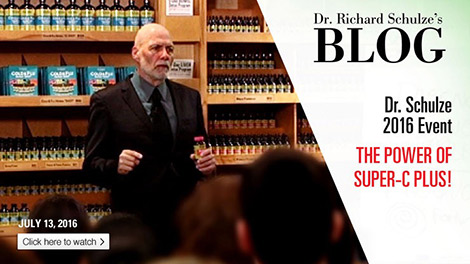 Dr. Richard Schulze's
BLOG
Dr. Schulze
2016 Event
THE POWER OF
SUPER-C PLUS!
JULY 13, 2016
Click here to watch